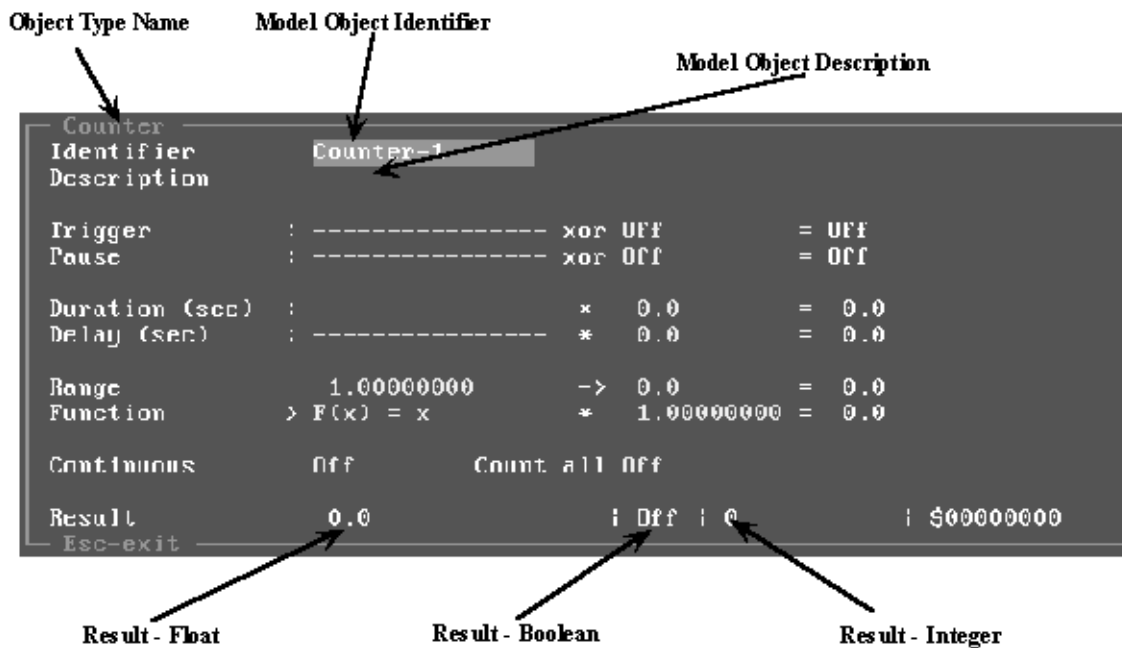 Object Type Name Model Object Identifier
Model Object Description
Counter
Identifier Counter-1
Description
Trigger : ---------------- xor Off = Off
Pause : ---------------- xor Off = Off
Duration (sec) : * 0.0 = 0.0
Delay (sec) : ---------------- * 0.0 = 0.0
Range 1.00000000 -> 0.0 = 0.0
Function > F(x) = x * 1.00000000 = 0.0
Continuous Off Count all Off
Result 0.0 | Off | 0 | $00000000
Esc-exit
Result - Float Result - Boolean Result - Integer